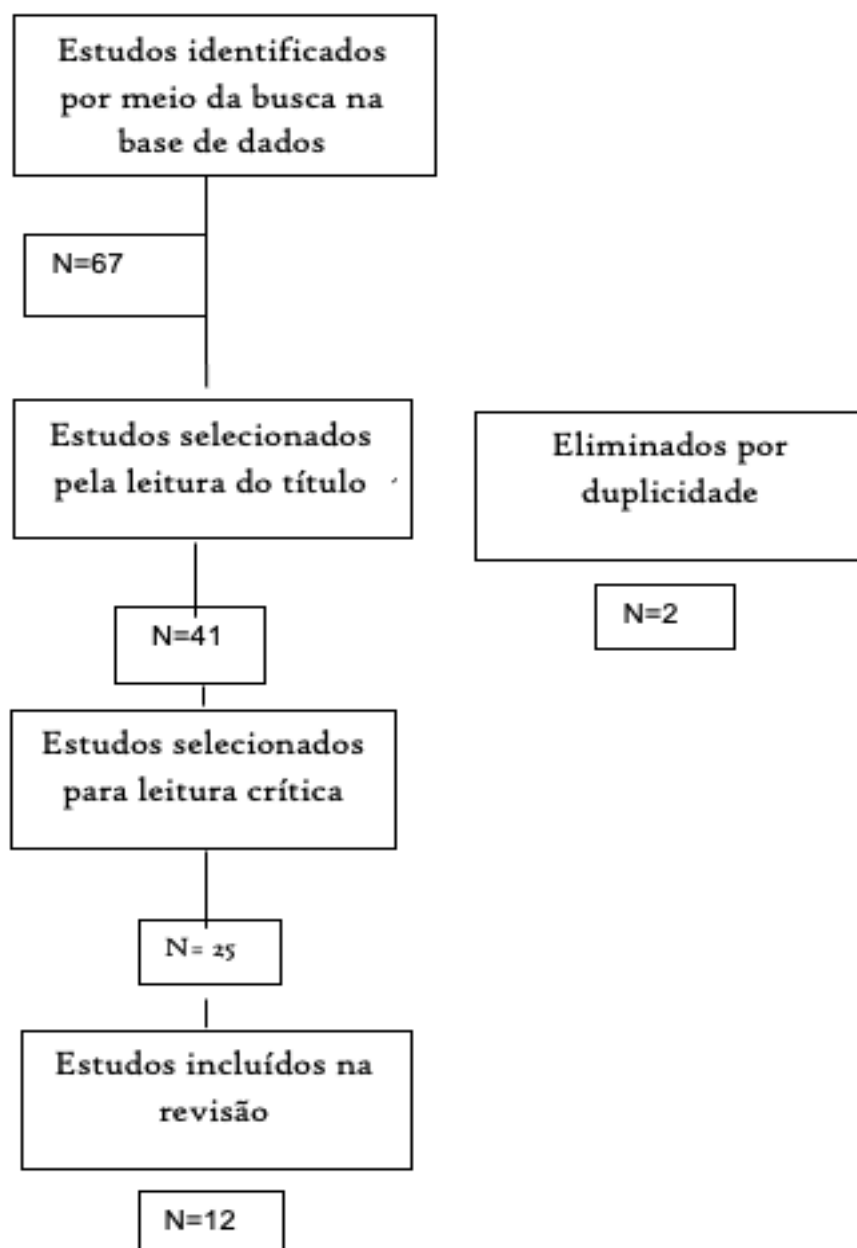 Estudos identificados
por meio da busca na
base de dados
N=67
Estudos selecionados
pela leitura do título
Eliminados por
duplicidade
N=2
N=41
Estudos selecionados
para leitura crítica
N= 25
Estudos incluídos na
revisão
N=12